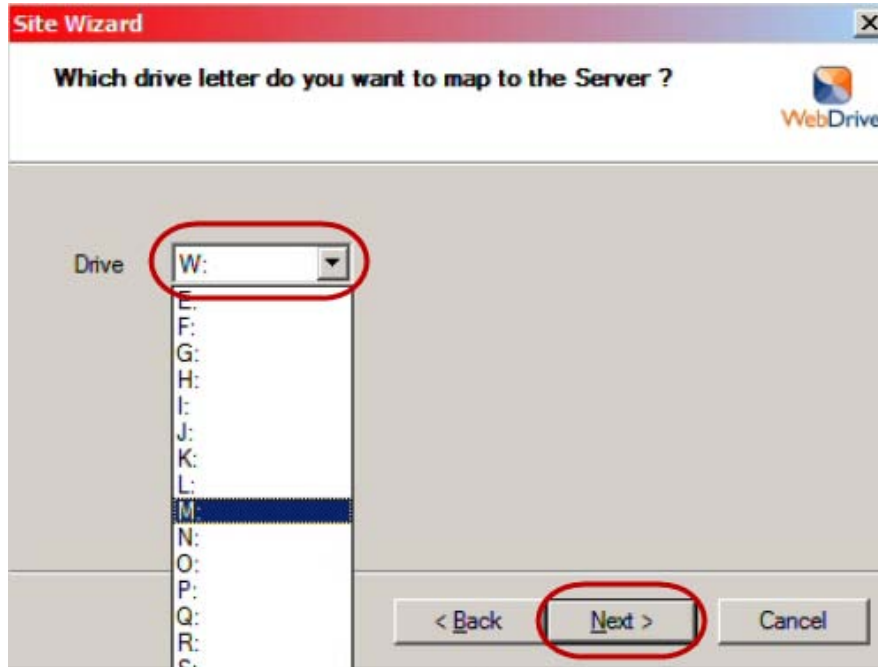 Site Wizard
Which drive letter do you want to map to the Server ?
WebDrive
Drive W:
E:
F:
G:
H:
I:
J:
K:
L:
M:
N:
O:
P:
Q:
R:
S:
< Back Next > Cancel